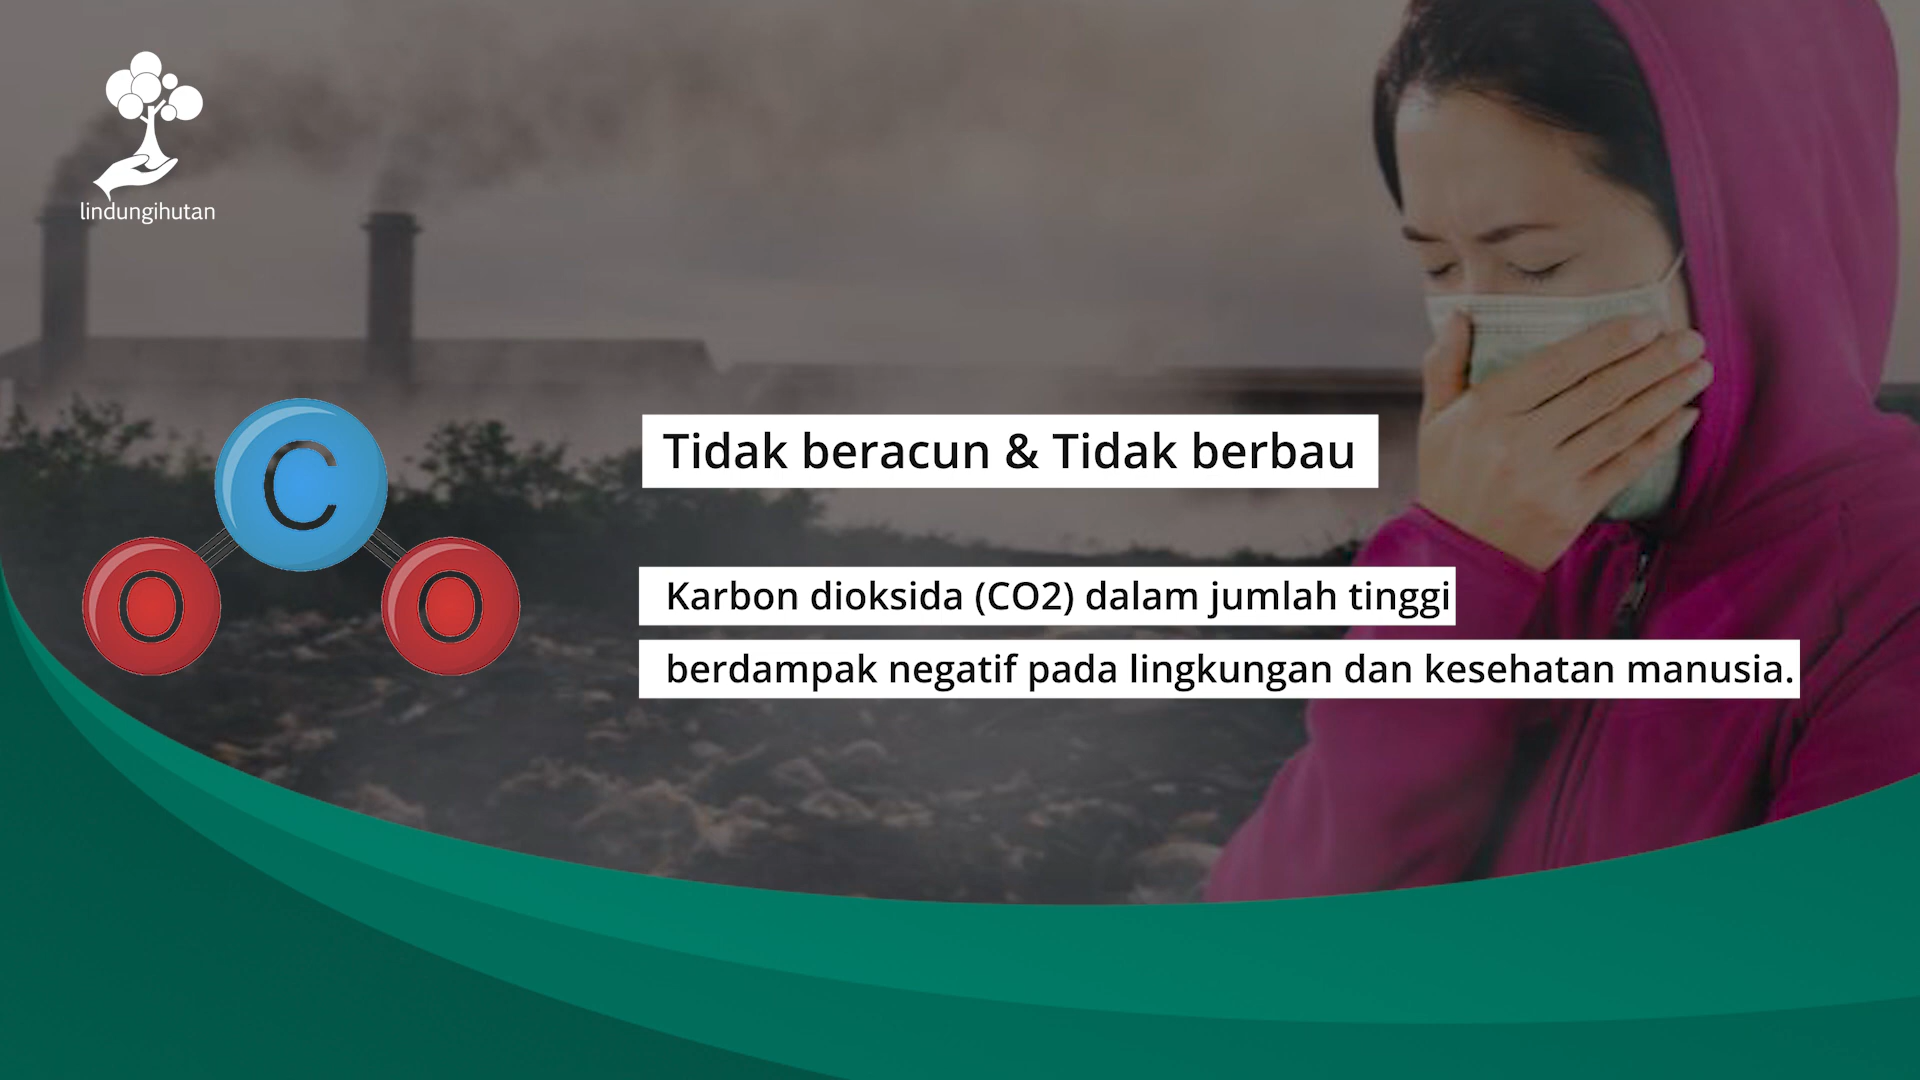 lindungihutan
Tidak beracun & Tidak berbau
C
O O
Karbon dioksida (CO2) dalam jumlah tinggi
berdampak negatif pada lingkungan dan kesehatan manusia.